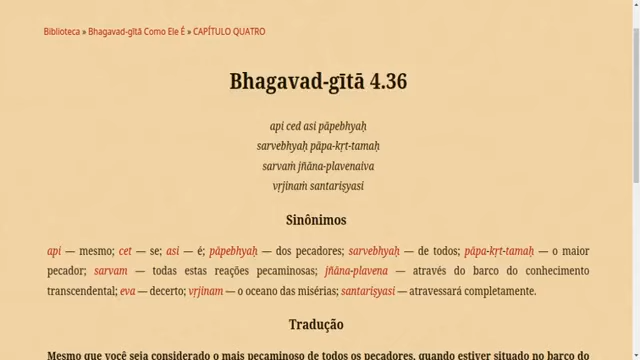 Biblioteca » Bhagavad-gītā Como Ele É » CAPÍTULO QUATRO
Bhagavad-gītā 4.36
api ced asi pāpebhyaḥ
sarvebhyaḥ pāpa-kṛt-tamaḥ
sarvaṁ jñāna-plavenaiva
vṛjinaṁ santariṣyasi
Sinônimos
api — mesmo; cet — se; asi — é; pāpebhyaḥ — dos pecadores; sarvebhyaḥ — de todos; pāpa-kṛt-tamaḥ — o maior
pecador; sarvam — todas estas reações pecaminosas; jñāna-plavena — através do barco do conhecimento
transcendental; eva — decerto; vṛjinam — o oceano das misérias; santariṣyasi — atravessará completamente.
Tradução
Mesmo que você seja considerado o mais pecaminoso de todos os pecadores, quando estiver situado no barco do